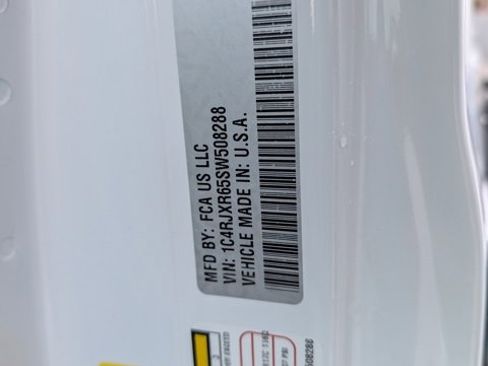 MFD BY: FCA US LLC
VIN: 1C4RJXR65SW508288
VEHICLE MADE IN: U.S.A.